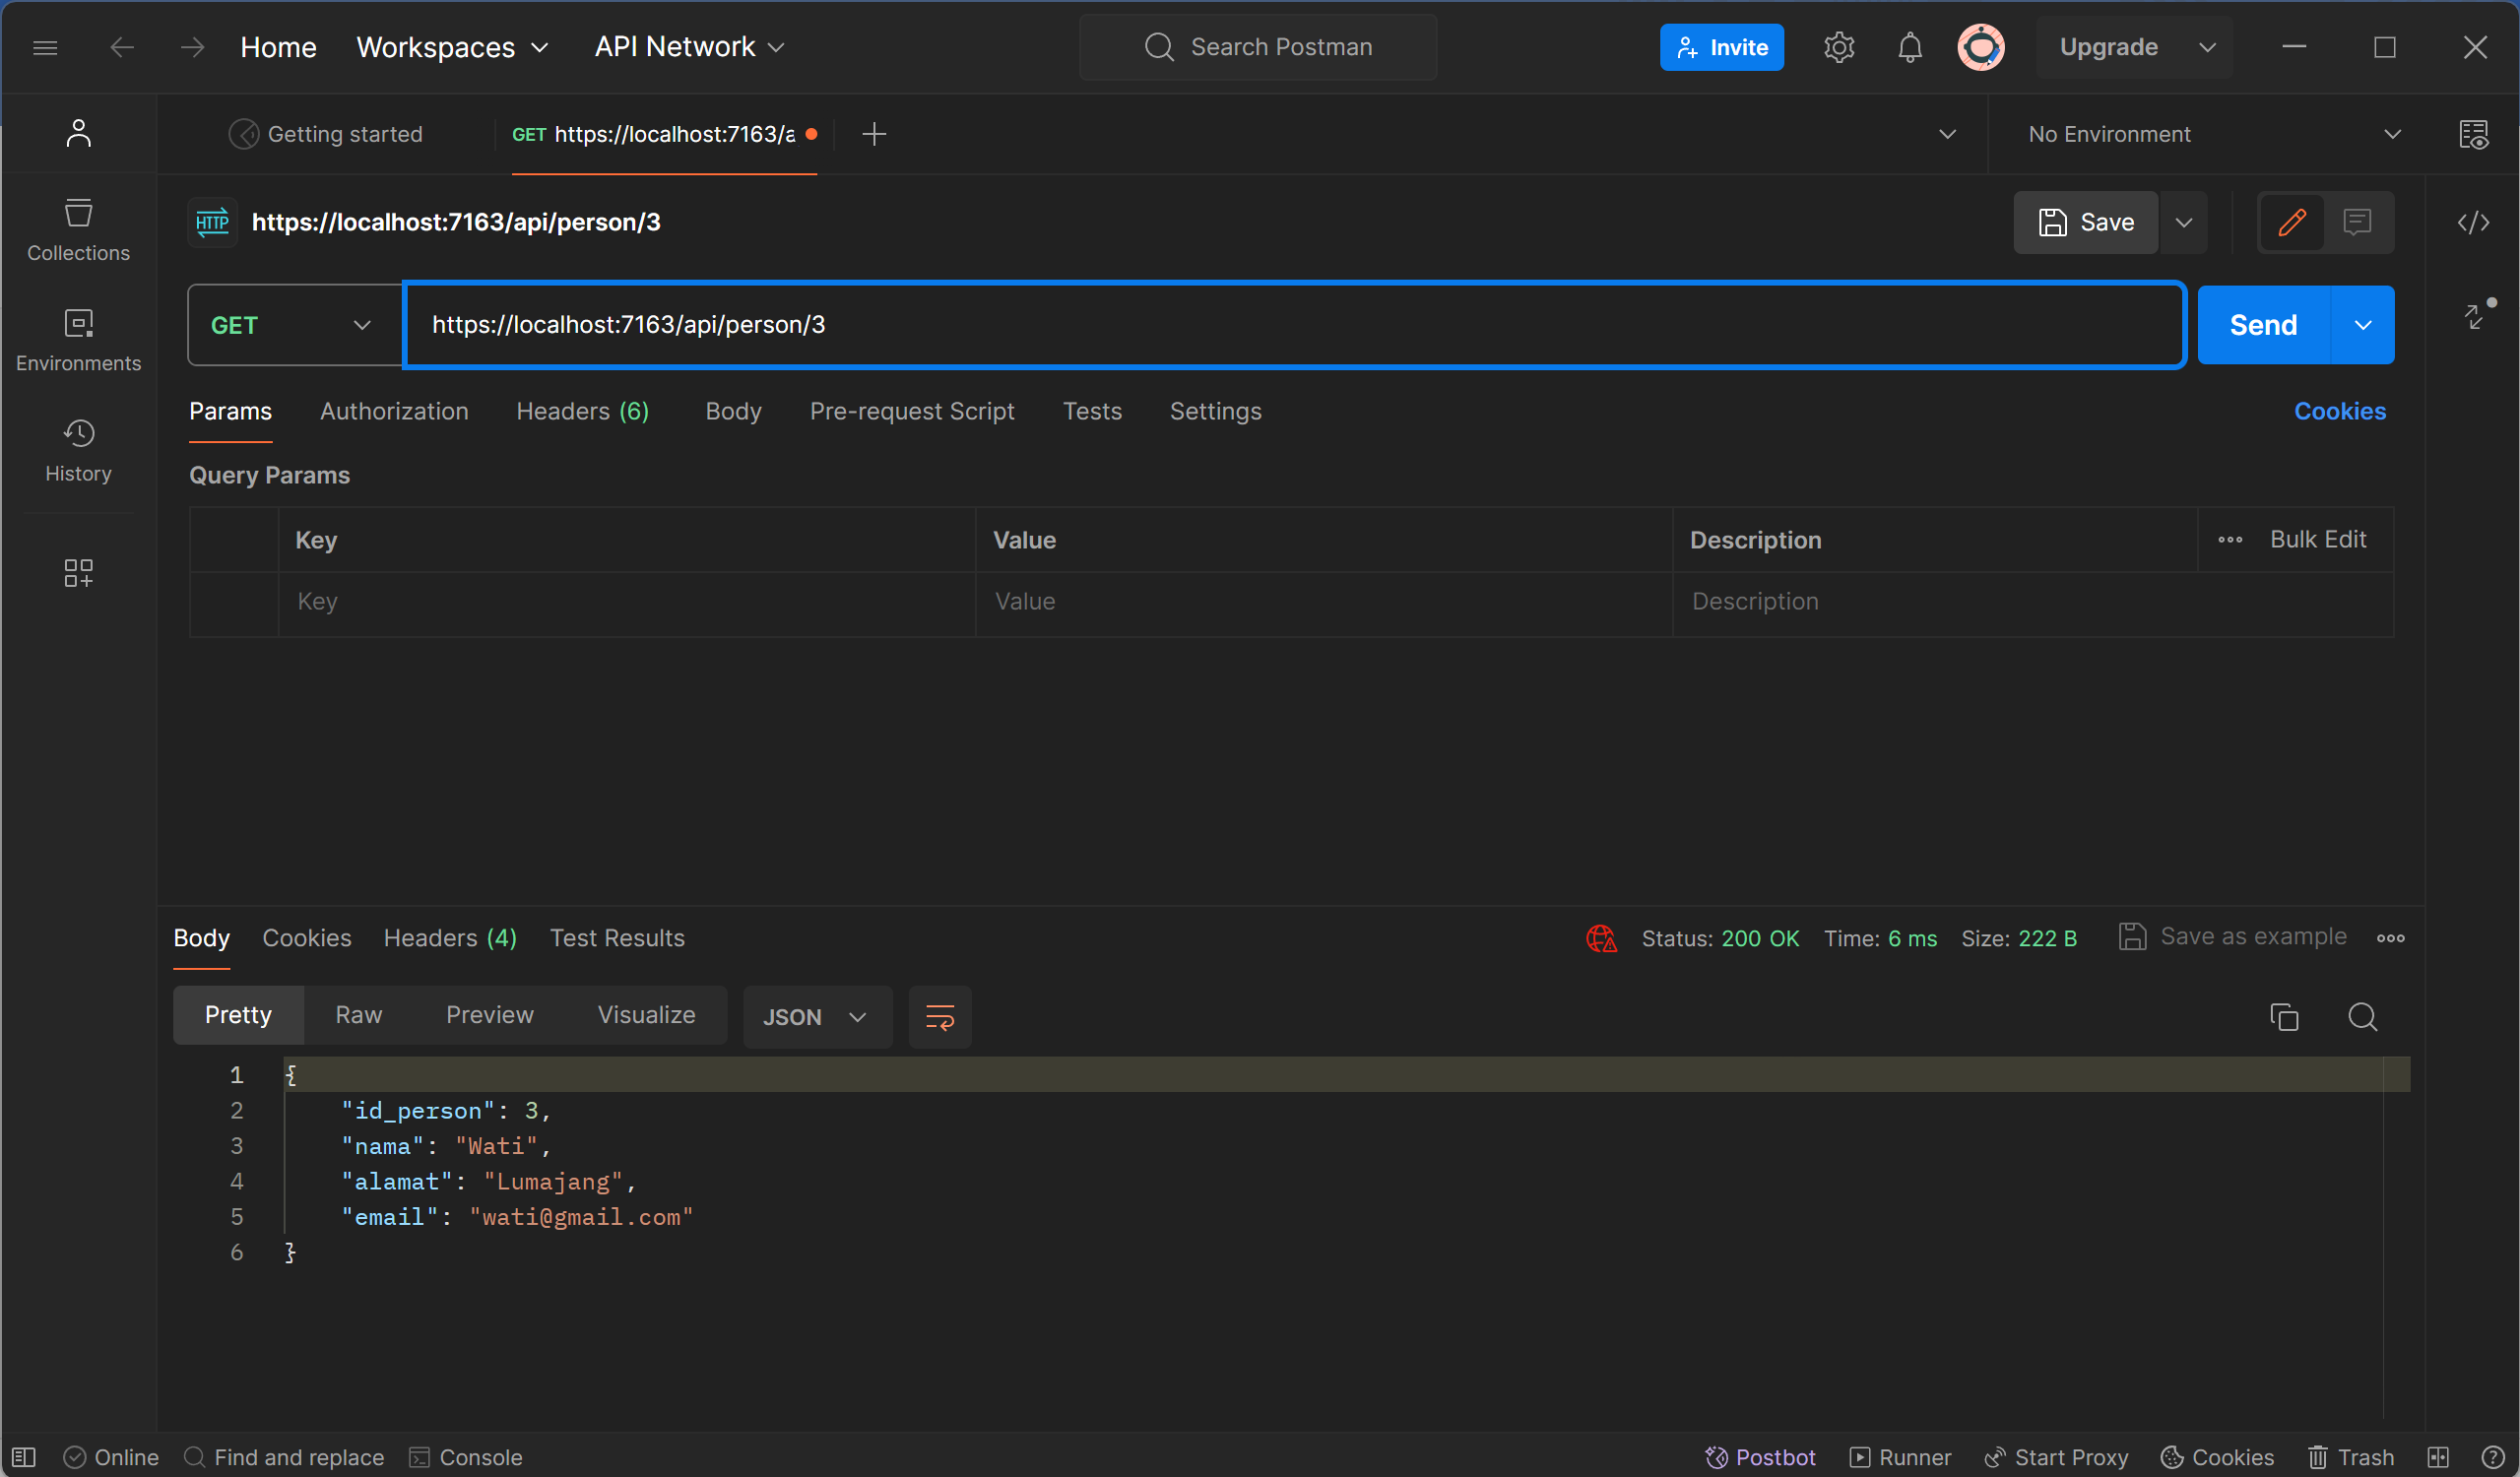 Home Workspaces API Network Search Postman Invite Upgrade
Getting started GET https://localhost:7163/a No Environment
HTTP https://localhost:7163/api/person/3 Save
Collections
GET https://localhost:7163/api/person/3 Send
Environments
Params Authorization Headers (6) Body Pre-request Script Tests Settings Cookies
History
Query Params
Key Value Description Bulk Edit
Key Value Description
Body Cookies Headers (4) Test Results Status: 200 OK Time: 6 ms Size: 222 B Save as example
Pretty Raw Preview Visualize JSON
1 {
2 "id_person": 3,
3 "nama": "Wati",
4 "alamat": "Lumajang",
5 "email": "wati@gmail.com"
6 }
Online Find and replace Console Postbot Runner Start Proxy Cookies Trash